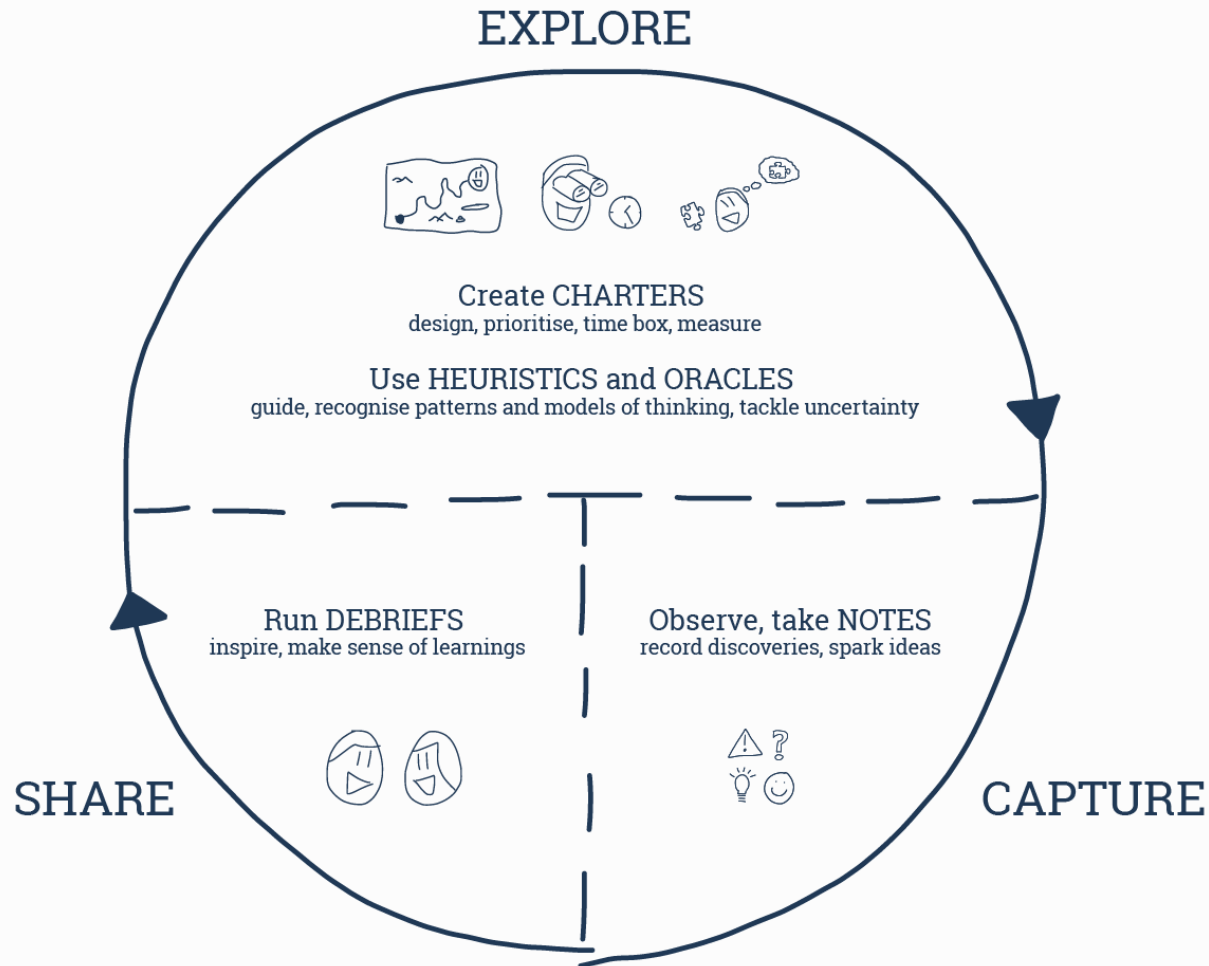 EXPLORE
Create CHARTERS
design, prioritise, time box, measure
Use HEURISTICS and ORACLES
guide, recognise patterns and models of thinking, tackle uncertainty
Run DEBRIEFS
inspire, make sense of learnings
Observe, take NOTES
record discoveries, spark ideas
SHARE
CAPTURE